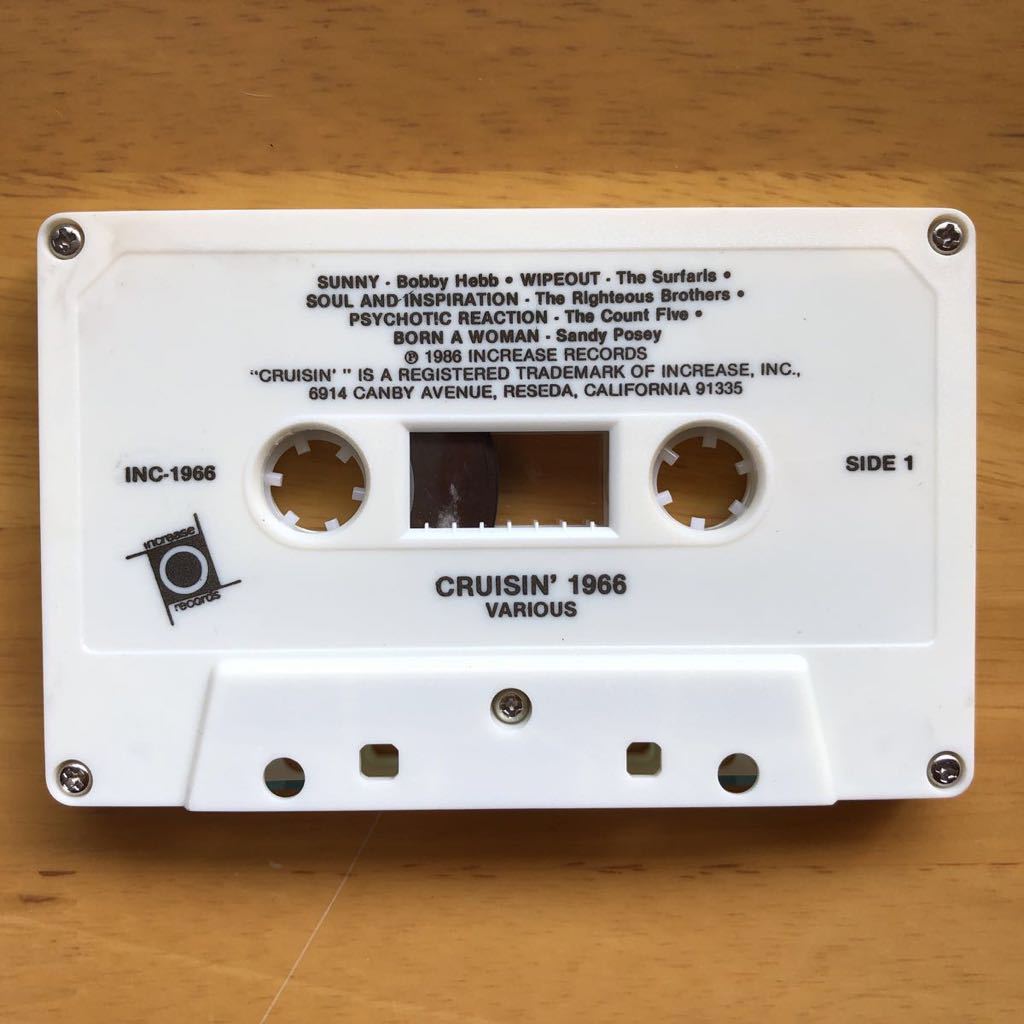 SUNNY - Bobby Hebb • WIPEOUT - The Surfaris •
SOUL AND INSPIRATION - The Righteous Brothers •
PSYCHOTIC REACTION - The Count Five •
BORN A WOMAN - Sandy Posey
℗ 1986 INCREASE RECORDS
"CRUISIN' " IS A REGISTERED TRADEMARK OF INCREASE, INC.,
6914 CANBY AVENUE, RESEDA, CALIFORNIA 91335
INC-1966
SIDE 1
increase
records
CRUISIN' 1966
VARIOUS